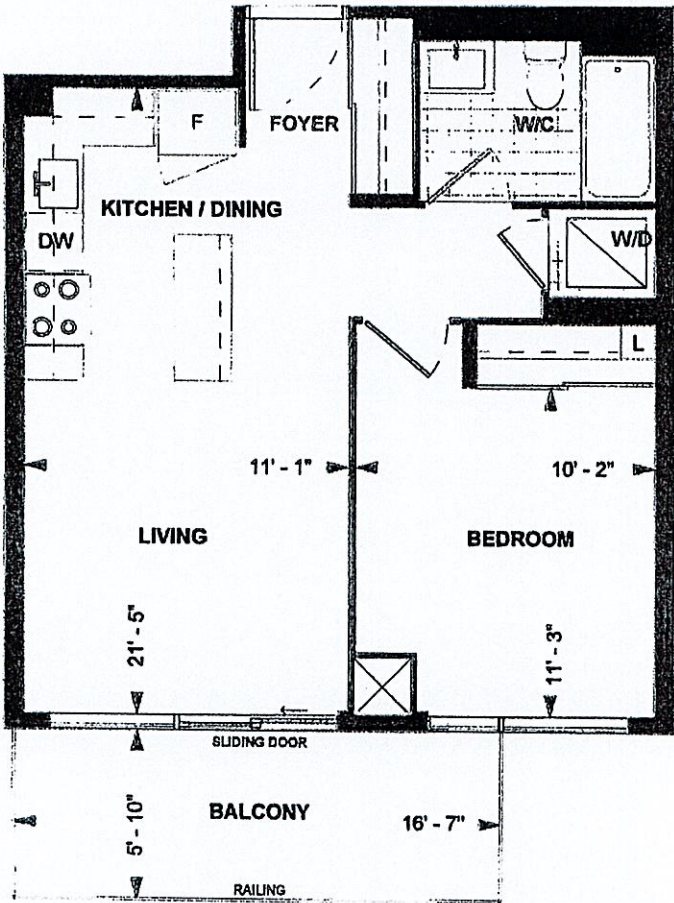 F
FOYER
W/C
KITCHEN / DINING
DW
W/D
L
11' - 1"
10' - 2"
LIVING
BEDROOM
21' - 5"
11' - 3"
SLIDING DOOR
BALCONY
5' - 10"
16' - 7"
RAILING